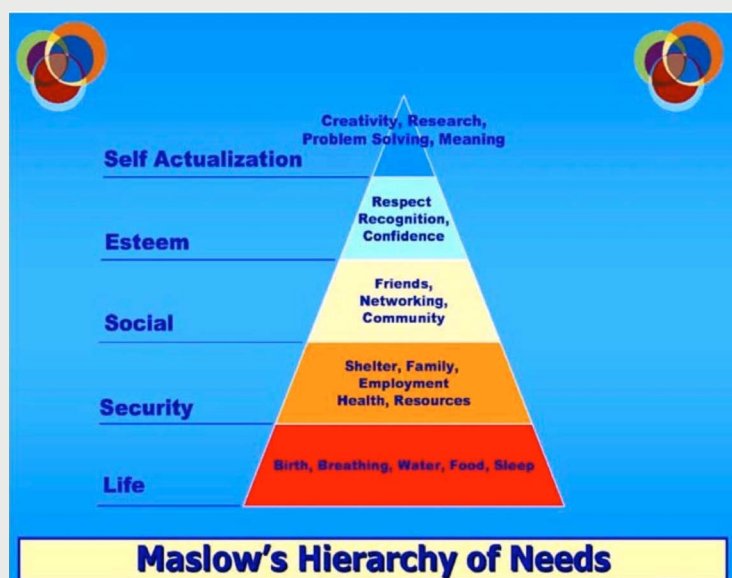 Creativity, Research,
Problem Solving, Meaning
Self Actualization
Respect
Recognition,
Confidence
Esteem
Friends,
Networking,
Community
Social
Shelter, Family,
Employment
Health, Resources
Security
Birth, Breathing, Water, Food, Sleep
Life
Maslow's Hierarchy of Needs